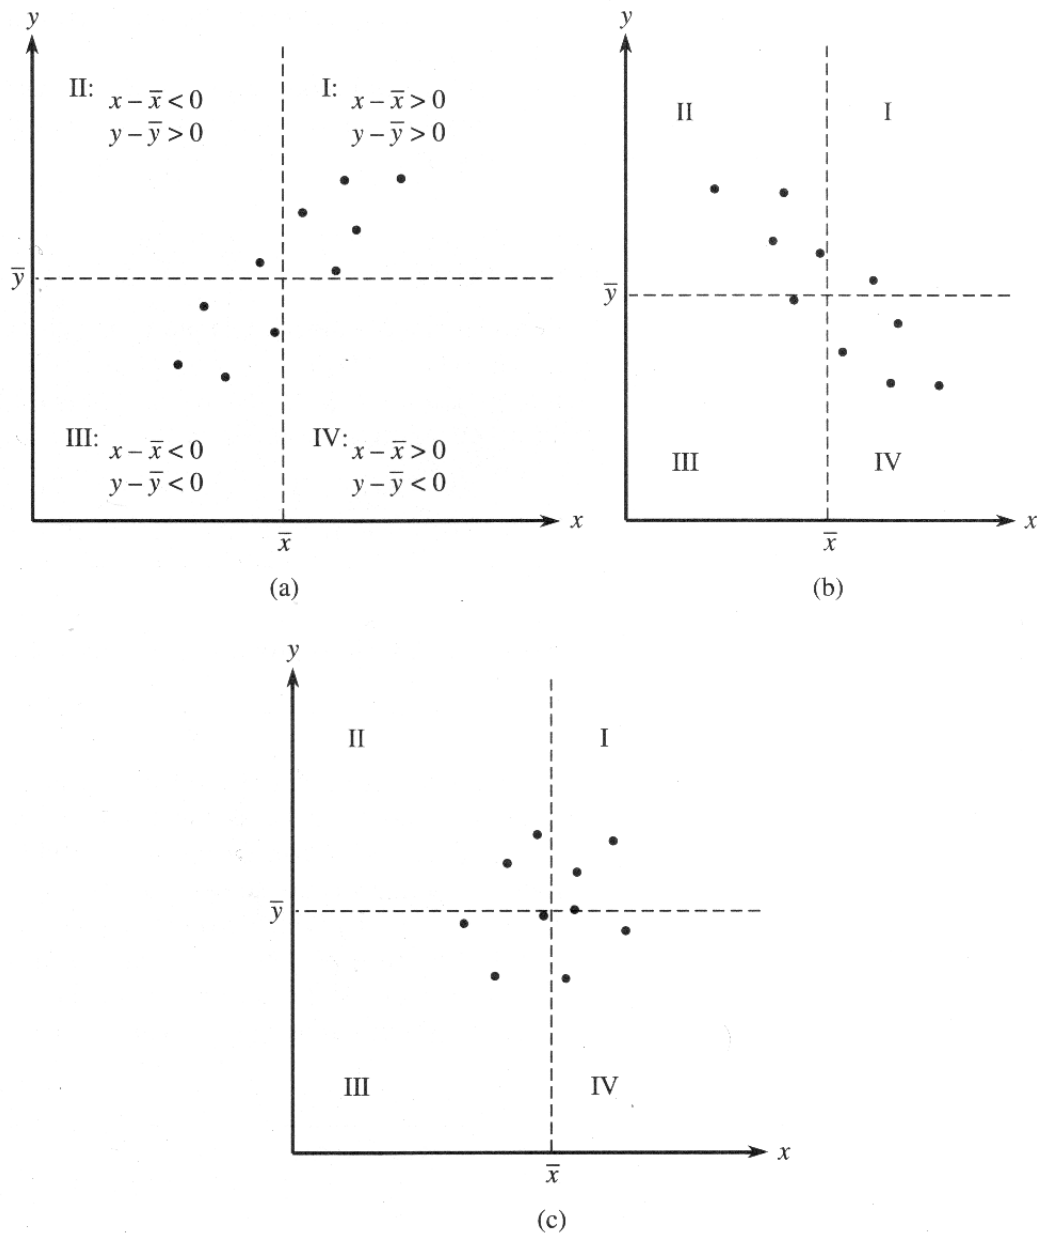 y
II: x − x̅ < 0
y − y̅ > 0
I: x − x̅ > 0
y − y̅ > 0
y̅
III: x − x̅ < 0
y − y̅ < 0
IV: x − x̅ > 0
y − y̅ < 0
x
x̅
(a)
y
II
I
y̅
III
IV
x
x̅
(b)
y
II
I
y̅
III
IV
x
x̅
(c)